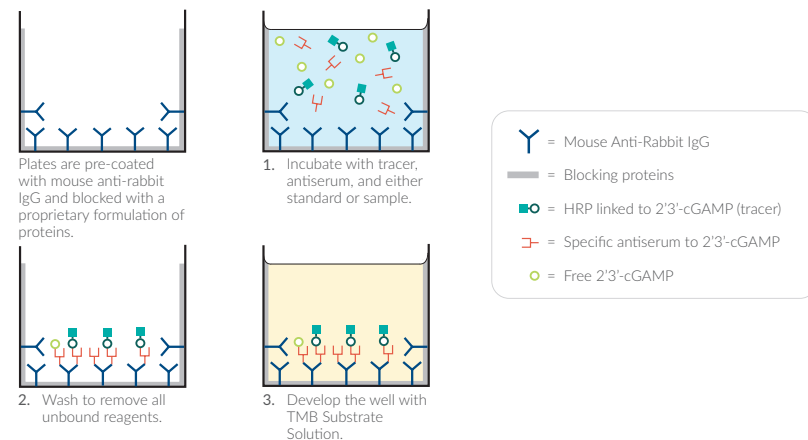 Plates are pre-coated
with mouse anti-rabbit
IgG and blocked with a
proprietary formulation of
proteins.
1. Incubate with tracer,
antiserum, and either
standard or sample.
2. Wash to remove all
unbound reagents.
3. Develop the well with
TMB Substrate
Solution.
= Mouse Anti-Rabbit IgG
= Blocking proteins
= HRP linked to 2'3'-cGAMP (tracer)
= Specific antiserum to 2'3'-cGAMP
= Free 2'3'-cGAMP